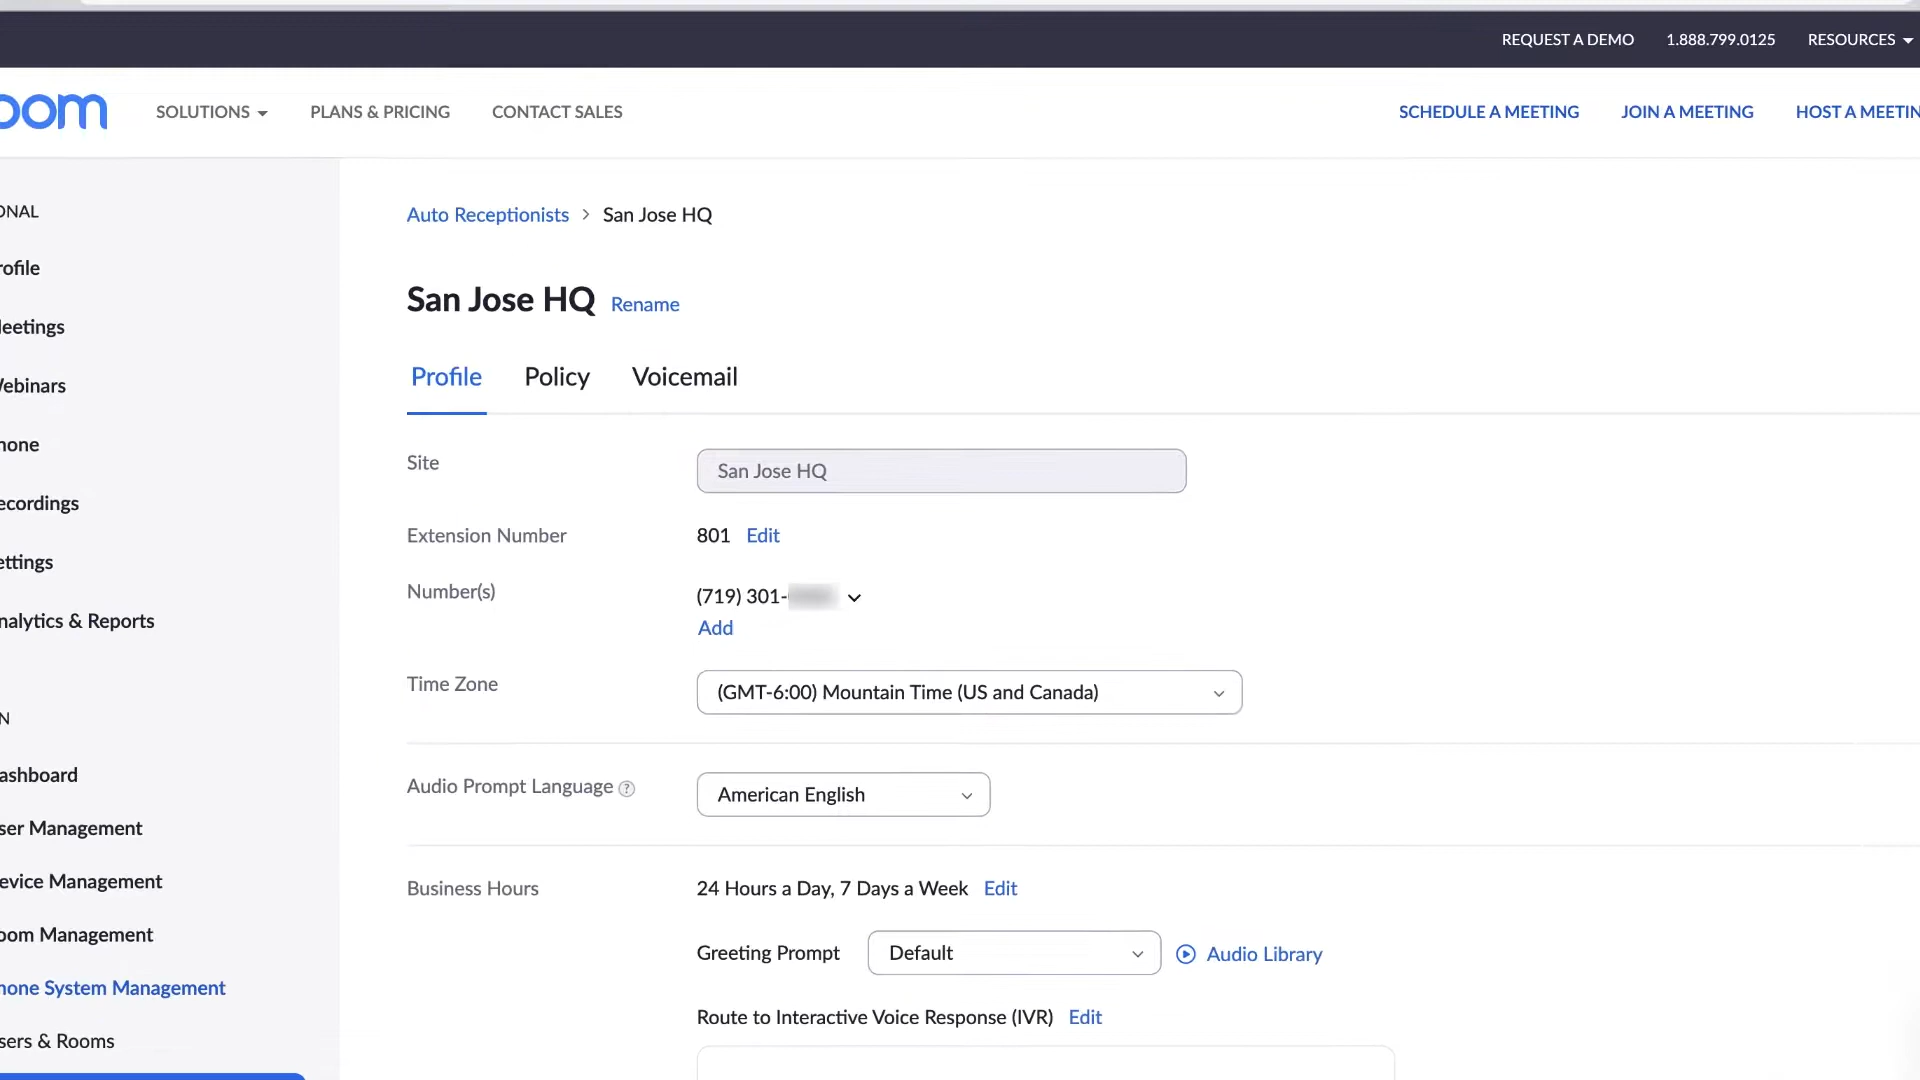 REQUEST A DEMO 1.888.799.0125 RESOURCES
oom SOLUTIONS PLANS & PRICING CONTACT SALES SCHEDULE A MEETING JOIN A MEETING HOST A MEETIN
ONAL
rofile
leetings
Vebinars
hone
ecordings
ettings
nalytics & Reports
N
ashboard
ser Management
evice Management
oom Management
hone System Management
sers & Rooms
Auto Receptionists > San Jose HQ
San Jose HQ Rename
Profile Policy Voicemail
Site San Jose HQ
Extension Number 801 Edit
Number(s) (719) 301-
Add
Time Zone (GMT-6:00) Mountain Time (US and Canada)
Audio Prompt Language ? American English
Business Hours 24 Hours a Day, 7 Days a Week Edit
Greeting Prompt Default Audio Library
Route to Interactive Voice Response (IVR) Edit